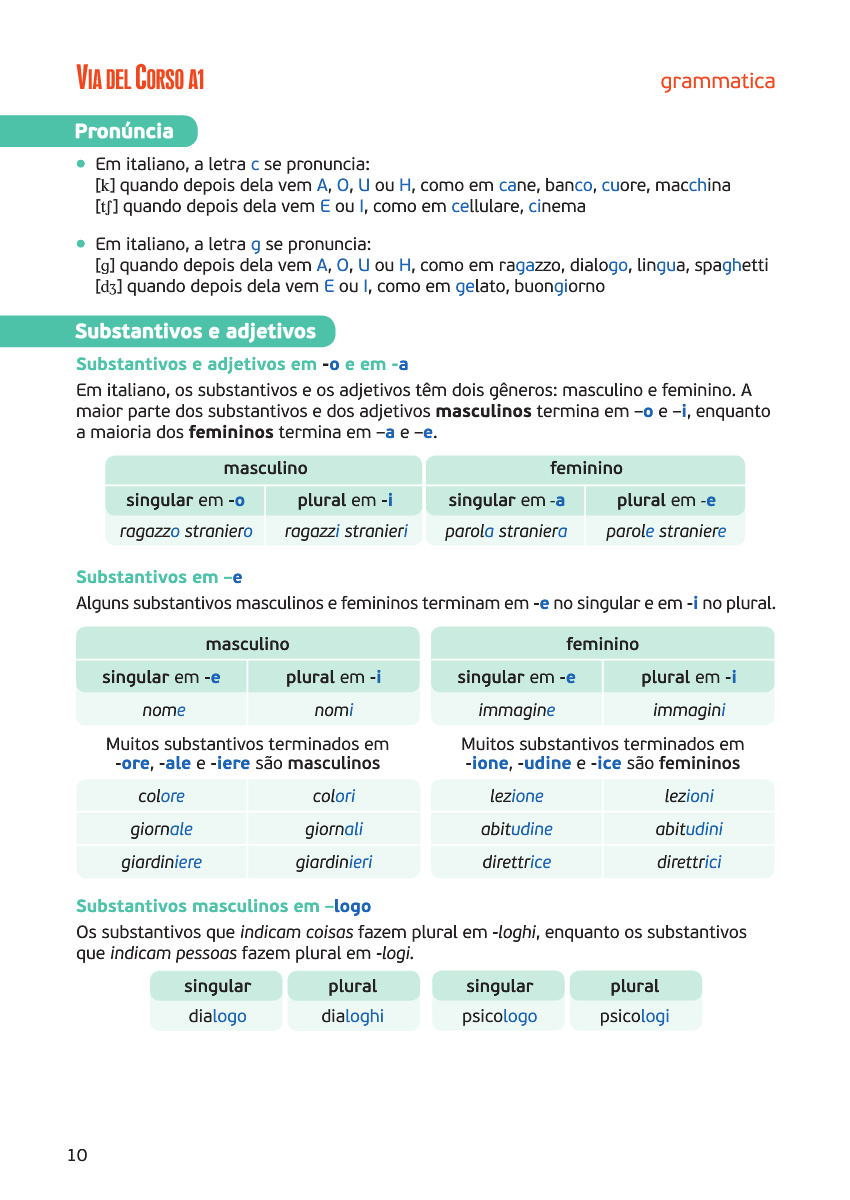 VIA DEL CORSO A1
grammatica
Pronúncia
• Em italiano, a letra c se pronuncia:
[k] quando depois dela vem A, O, U ou H, como em cane, banco, cuore, macchina
[tʃ] quando depois dela vem E ou I, como em cellulare, cinema
• Em italiano, a letra g se pronuncia:
[g] quando depois dela vem A, O, U ou H, como em ragazzo, dialogo, lingua, spaghetti
[dʒ] quando depois dela vem E ou I, como em gelato, buongiorno
Substantivos e adjetivos
Substantivos e adjetivos em -o e em -a
Em italiano, os substantivos e os adjetivos têm dois gêneros: masculino e feminino. A
maior parte dos substantivos e dos adjetivos masculinos termina em –o e –i, enquanto
a maioria dos femininos termina em –a e –e.
masculino feminino
singular em -o plural em -i singular em -a plural em -e
ragazzo straniero ragazzi stranieri parola straniera parole straniere
Substantivos em –e
Alguns substantivos masculinos e femininos terminam em -e no singular e em -i no plural.
masculino feminino
singular em -e plural em -i singular em -e plural em -i
nome nomi immagine immagini
Muitos substantivos terminados em
-ore, -ale e -iere são masculinos
Muitos substantivos terminados em
-ione, -udine e -ice são femininos
colore colori lezione lezioni
giornale giornali abitudine abitudini
giardiniere giardinieri direttrice direttrici
Substantivos masculinos em –logo
Os substantivos que indicam coisas fazem plural em -loghi, enquanto os substantivos
que indicam pessoas fazem plural em -logi.
singular plural singular plural
dialogo dialoghi psicologo psicologi
10